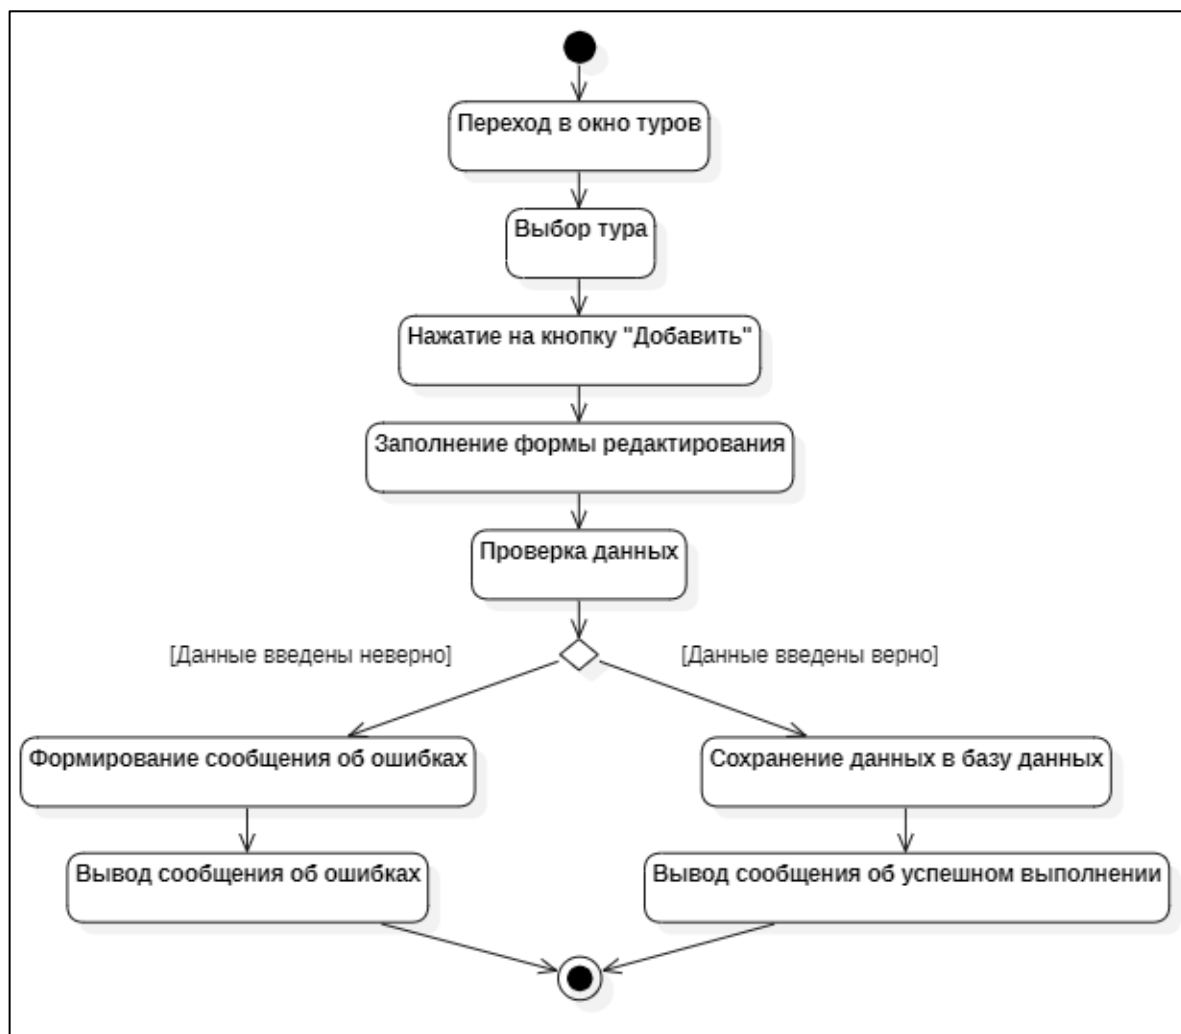 Переход в окно туров
Выбор тура
Нажатие на кнопку "Добавить"
Заполнение формы редактирования
Проверка данных
[Данные введены неверно]
[Данные введены верно]
Формирование сообщения об ошибках
Сохранение данных в базу данных
Вывод сообщения об ошибках
Вывод сообщения об успешном выполнении